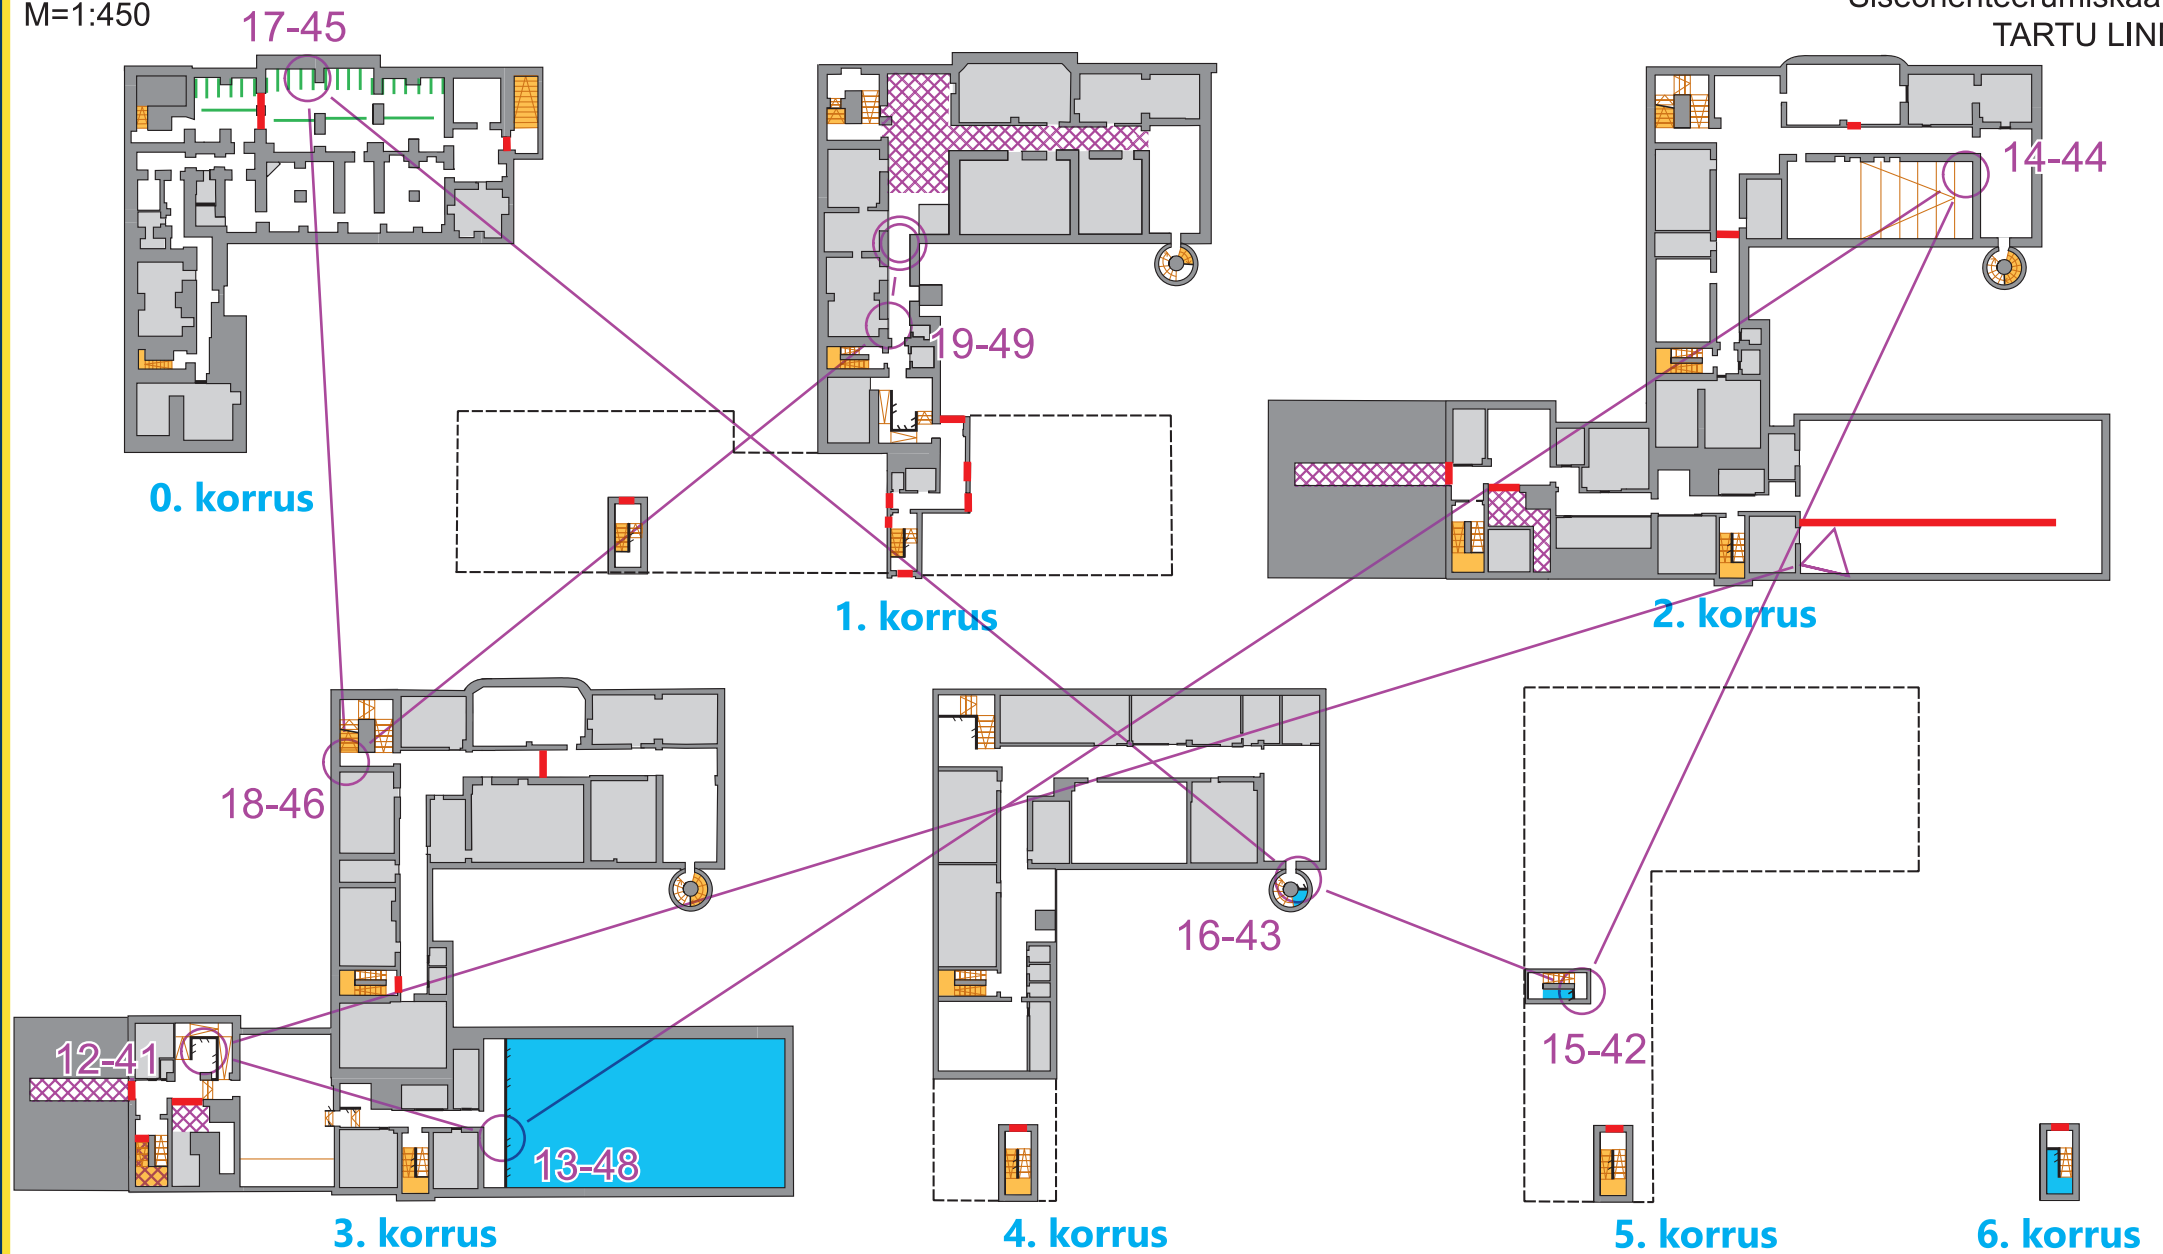 M=1:450
TARTU LINI
17-45
14-44
19-49
0. korrus
1. korrus
2. korrus
18-46
16-43
15-42
12-41
13-48
3. korrus
4. korrus
5. korrus
6. korrus